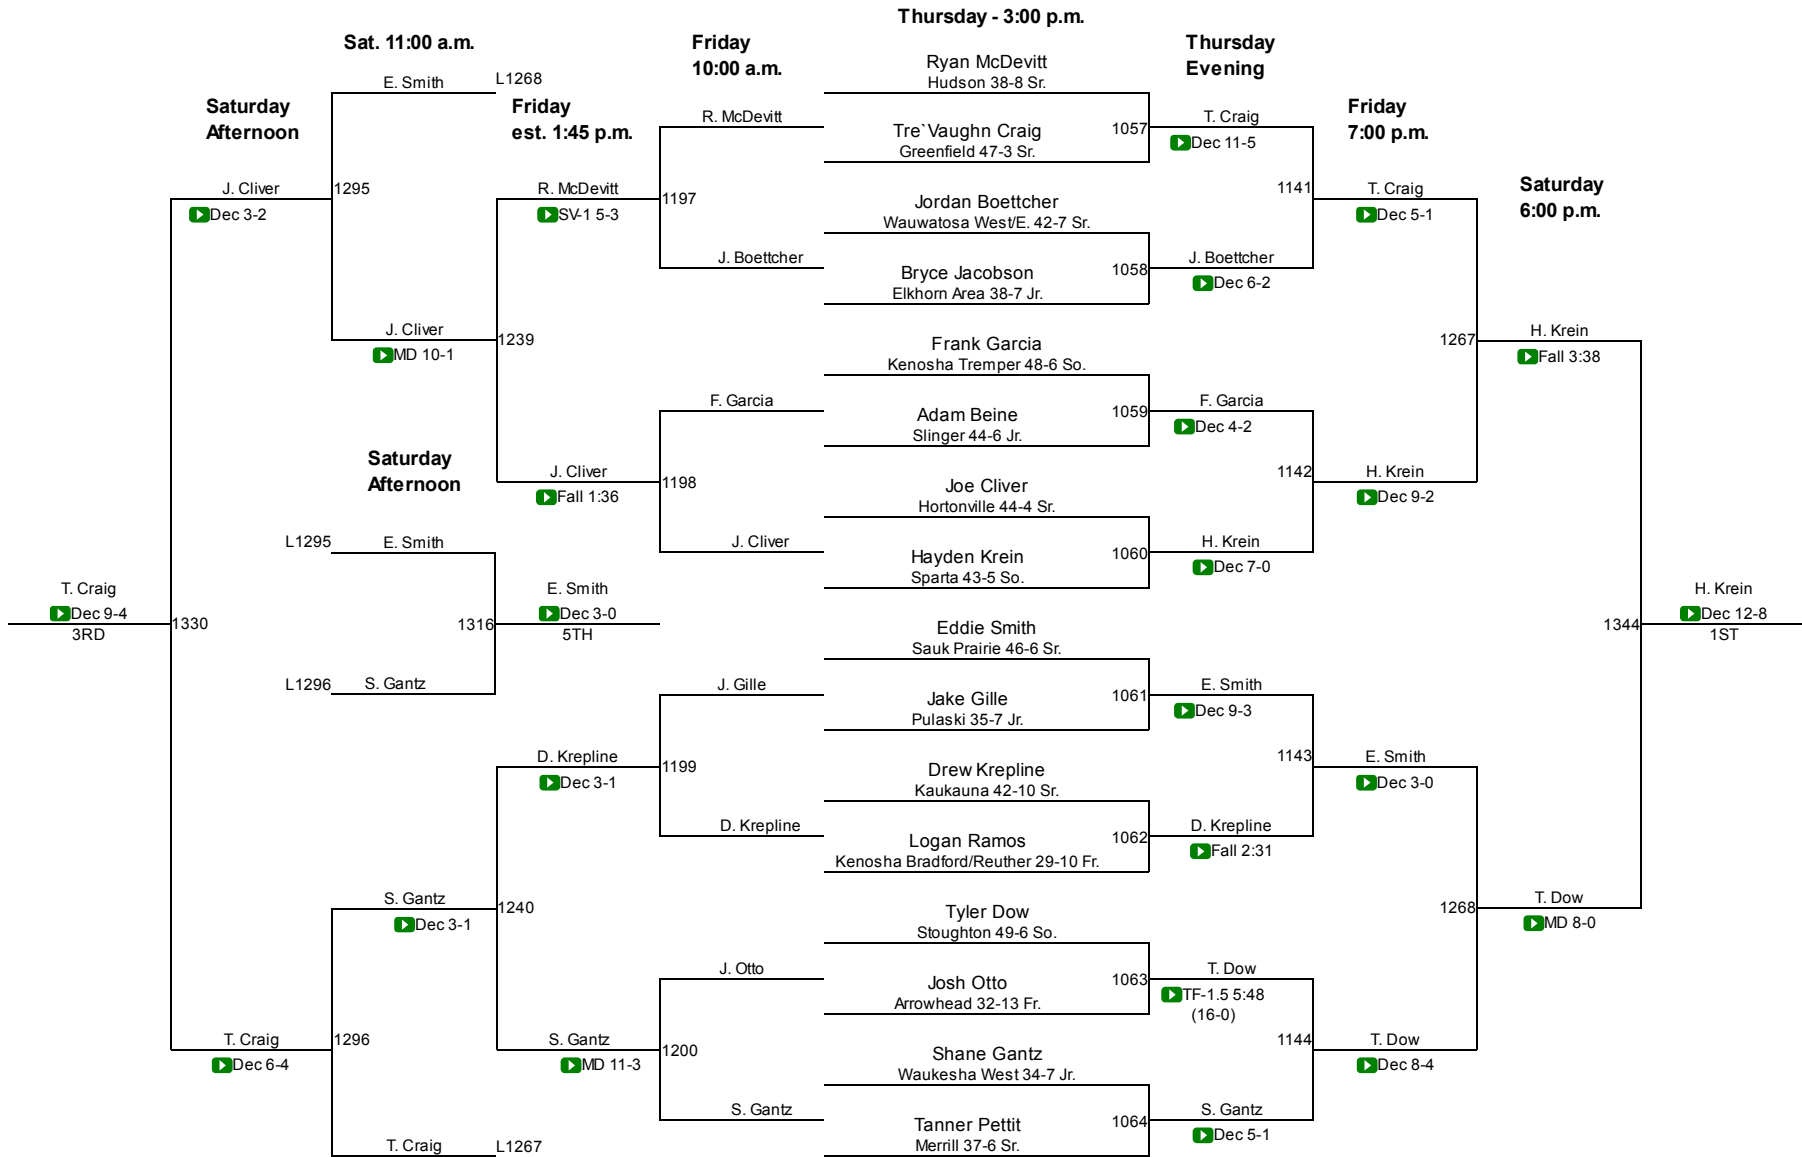 Thursday - 3:00 p.m.
Sat. 11:00 a.m.
Friday
10:00 a.m.
Thursday
Evening
Ryan McDevitt
Hudson 38-8 Sr.
E. Smith
L1268
Saturday
Afternoon
Friday
est. 1:45 p.m.
Friday
7:00 p.m.
R. McDevitt
Tre`Vaughn Craig
Greenfield 47-3 Sr.
1057
T. Craig
Dec 11-5
J. Cliver
Dec 3-2
1295
R. McDevitt
SV-1 5-3
1197
Jordan Boettcher
Wauwatosa West/E. 42-7 Sr.
1141
T. Craig
Dec 5-1
Saturday
6:00 p.m.
J. Boettcher
Bryce Jacobson
Elkhorn Area 38-7 Jr.
1058
J. Boettcher
Dec 6-2
J. Cliver
MD 10-1
1239
Frank Garcia
Kenosha Tremper 48-6 So.
1267
H. Krein
Fall 3:38
F. Garcia
Adam Beine
Slinger 44-6 Jr.
1059
F. Garcia
Dec 4-2
Saturday
Afternoon
J. Cliver
Fall 1:36
1198
Joe Cliver
Hortonville 44-4 Sr.
1142
H. Krein
Dec 9-2
L1295
E. Smith
J. Cliver
Hayden Krein
Sparta 43-5 So.
1060
H. Krein
Dec 7-0
T. Craig
Dec 9-4
3RD
1330
1316
E. Smith
Dec 3-0
5TH
Eddie Smith
Sauk Prairie 46-6 Sr.
1344
H. Krein
Dec 12-8
1ST
L1296
S. Gantz
J. Gille
Jake Gille
Pulaski 35-7 Jr.
1061
E. Smith
Dec 9-3
D. Krepline
Dec 3-1
1199
Drew Krepline
Kaukauna 42-10 Sr.
1143
E. Smith
Dec 3-0
D. Krepline
Logan Ramos
Kenosha Bradford/Reuther 29-10 Fr.
1062
D. Krepline
Fall 2:31
S. Gantz
Dec 3-1
1240
Tyler Dow
Stoughton 49-6 So.
1268
T. Dow
MD 8-0
J. Otto
Josh Otto
Arrowhead 32-13 Fr.
1063
T. Dow
TF-1.5 5:48
(16-0)
T. Craig
Dec 6-4
1296
S. Gantz
MD 11-3
1200
Shane Gantz
Waukesha West 34-7 Jr.
1144
T. Dow
Dec 8-4
S. Gantz
Tanner Pettit
Merrill 37-6 Sr.
1064
S. Gantz
Dec 5-1
T. Craig
L1267